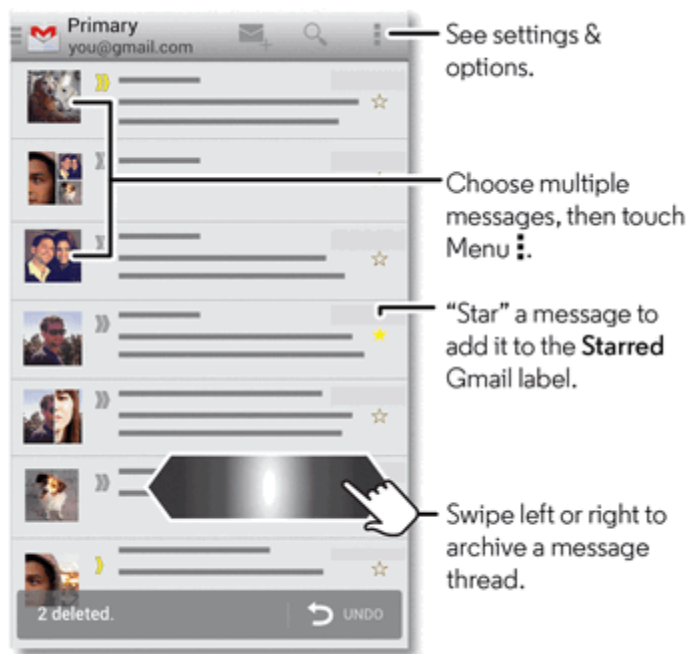 Primary
you@gmail.com
See settings &
options.
Choose multiple
messages, then touch
Menu .
“Star” a message to
add it to the Starred
Gmail label.
Swipe left or right to
archive a message
thread.
2 deleted.
UNDO